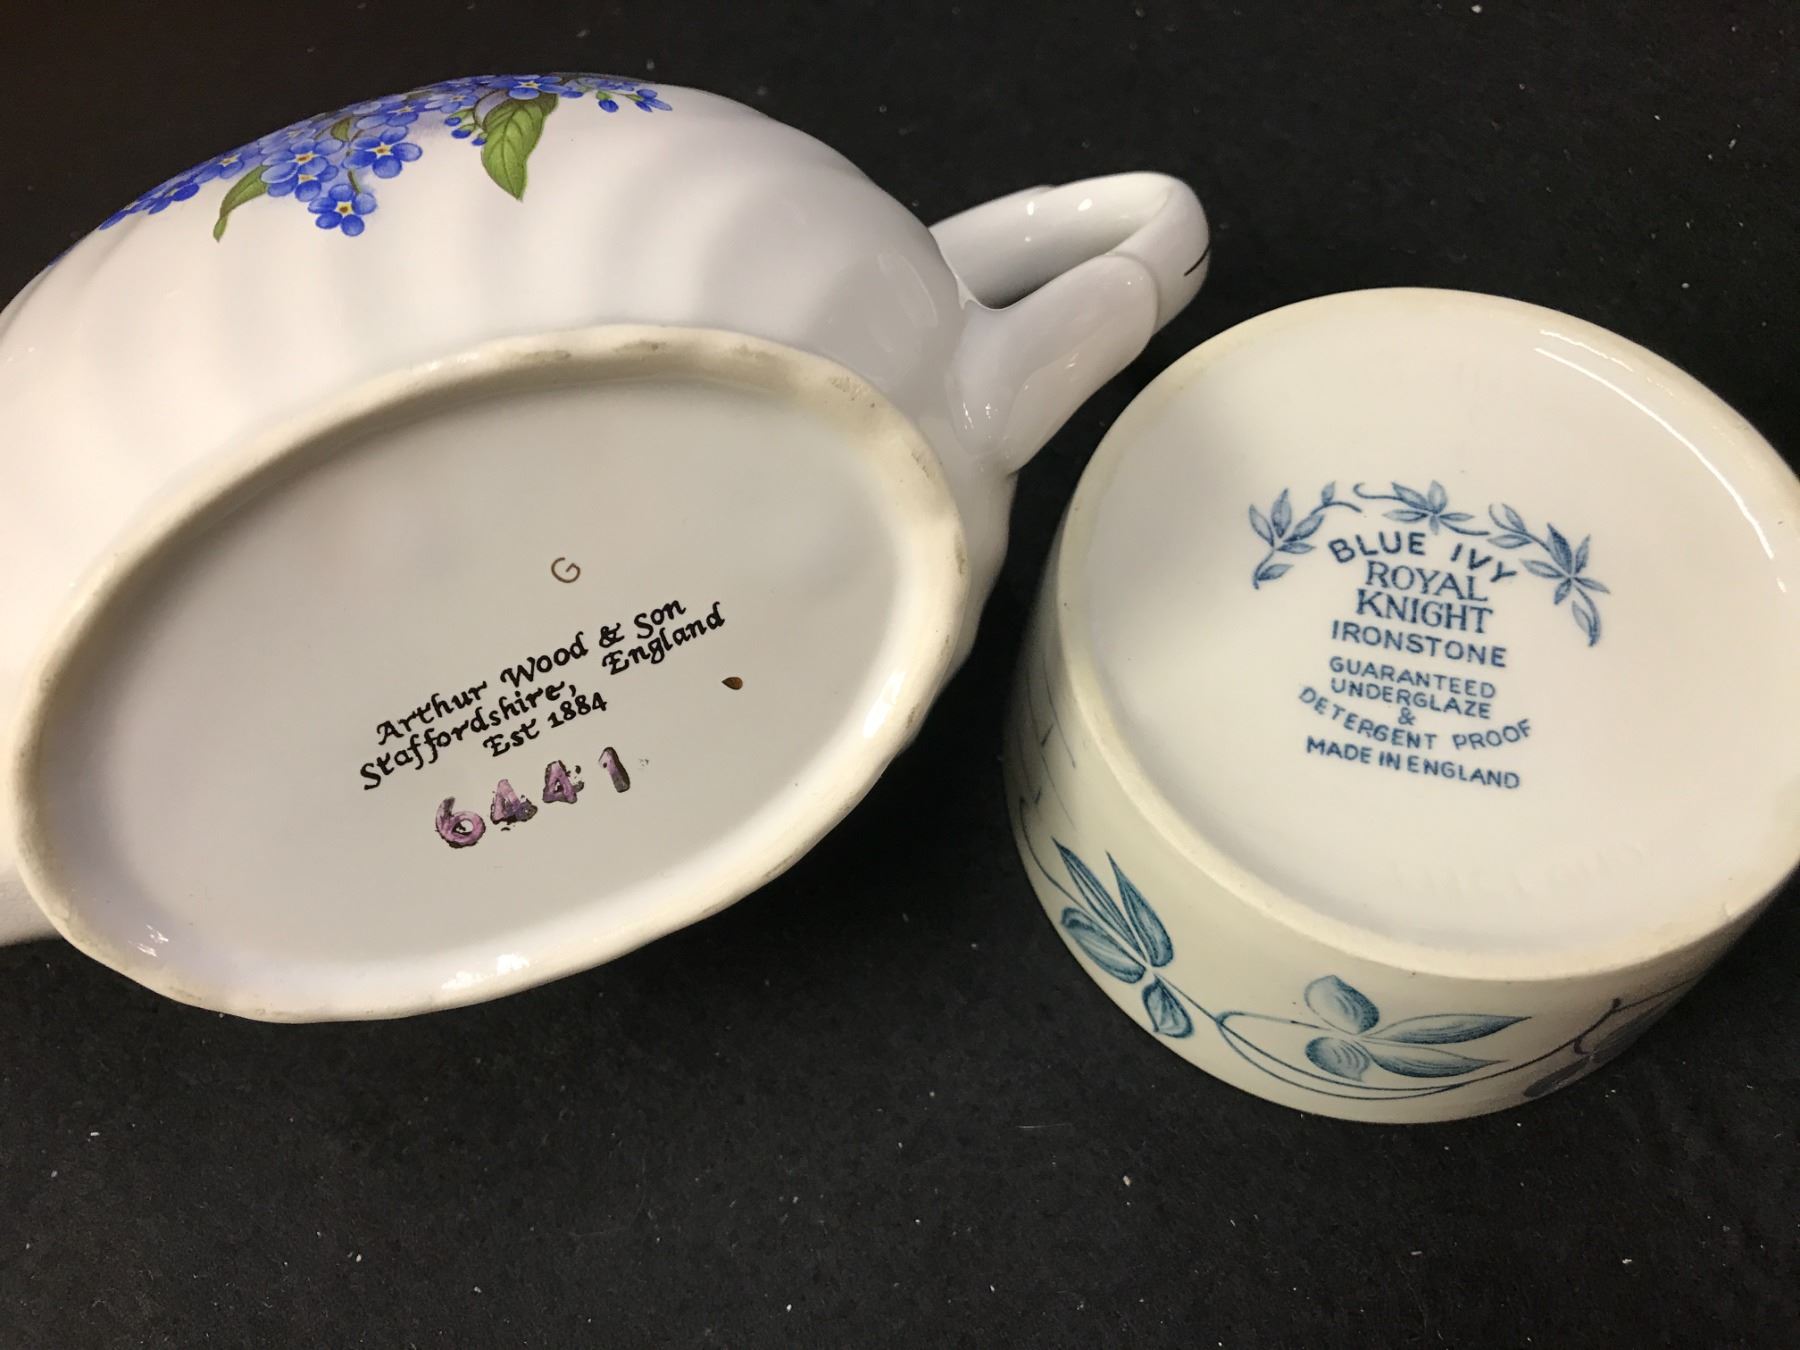 G
Arthur Wood & Son
Staffordshire, England
Est 1884
6441
BLUE IVY
ROYAL
KNIGHT
IRONSTONE
GUARANTEED
UNDERGLAZE
&
DETERGENT PROOF
MADE IN ENGLAND